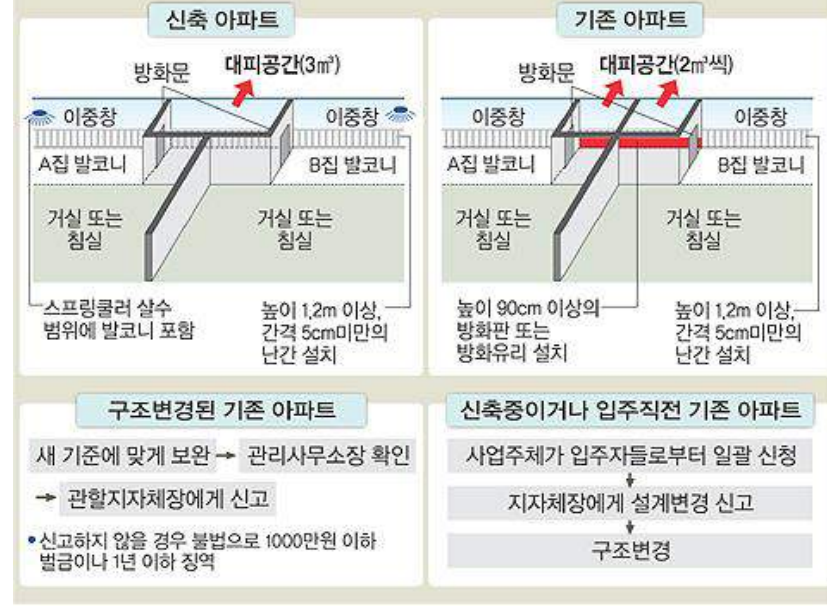 신축 아파트
방화문
대피공간(3㎥)
이중창
이중창
A집 발코니
B집 발코니
거실 또는
침실
거실 또는
침실
스프링쿨러 살수
범위에 발코니 포함
높이 1.2m 이상,
간격 5cm미만의
난간 설치
기존 아파트
방화문
대피공간(2㎥씩)
이중창
이중창
A집 발코니
B집 발코니
거실 또는
침실
거실 또는
침실
높이 90cm 이상의
방화판 또는
방화유리 설치
높이 1.2m 이상,
간격 5cm미만의
난간 설치
구조변경된 기존 아파트
새 기준에 맞게 보완 → 관리사무소장 확인
→ 관할지자체장에게 신고
• 신고하지 않을 경우 불법으로 1000만원 이하
벌금이나 1년 이하 징역
신축중이거나 입주직전 기존 아파트
사업주체가 입주자들로부터 일괄 신청
지자체장에게 설계변경 신고
구조변경